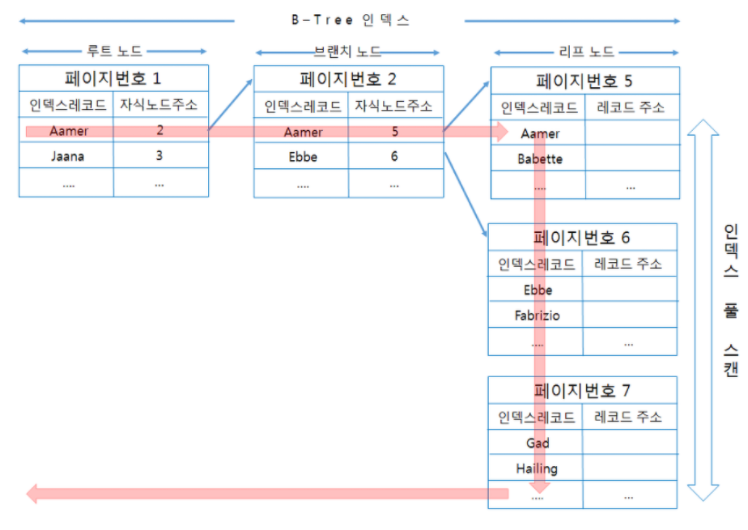 B-Tree 인덱스
루트 노드
페이지번호 1
인덱스레코드 자식노드주소
Aamer 2
Jaana 3
.... ...
브랜치 노드
페이지번호 2
인덱스레코드 자식노드주소
Aamer 5
Ebbe 6
.... ...
리프 노드
페이지번호 5
인덱스레코드 레코드 주소
Aamer
Babette
.... ...
페이지번호 6
인덱스레코드 레코드 주소
Ebbe
Fabrizio
.... ...
페이지번호 7
인덱스레코드 레코드 주소
Gad
Hailing
.... ...
인덱스 풀 스캔